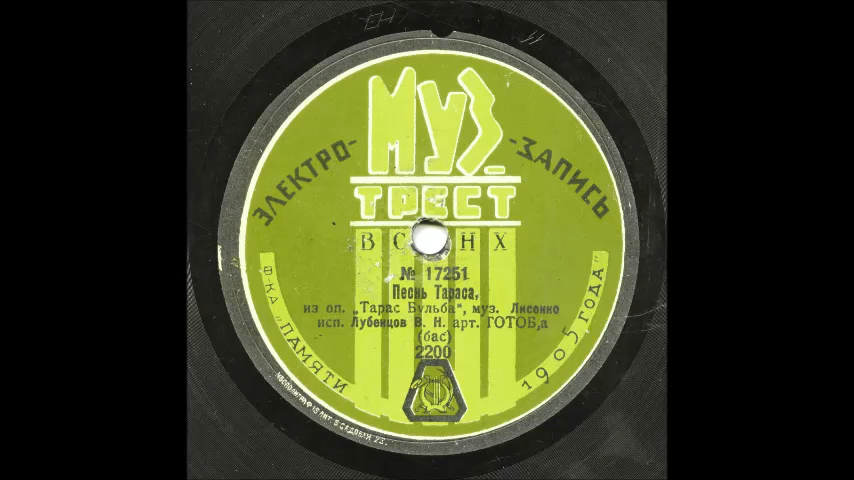 ЭЛЕКТРО-
МУЗ.
-ЗАПИСЬ
ТРЕСТ
ВСНХ
№ 17251
Песнь Тараса,
из оп. „Тарас Бульба“, муз. Лисенко
исп. Лубенцов В. Н. арт. ГОТОБ,а
(бас)
2200
Ф-КА „ПАМЯТИ
1905 ГОДА“